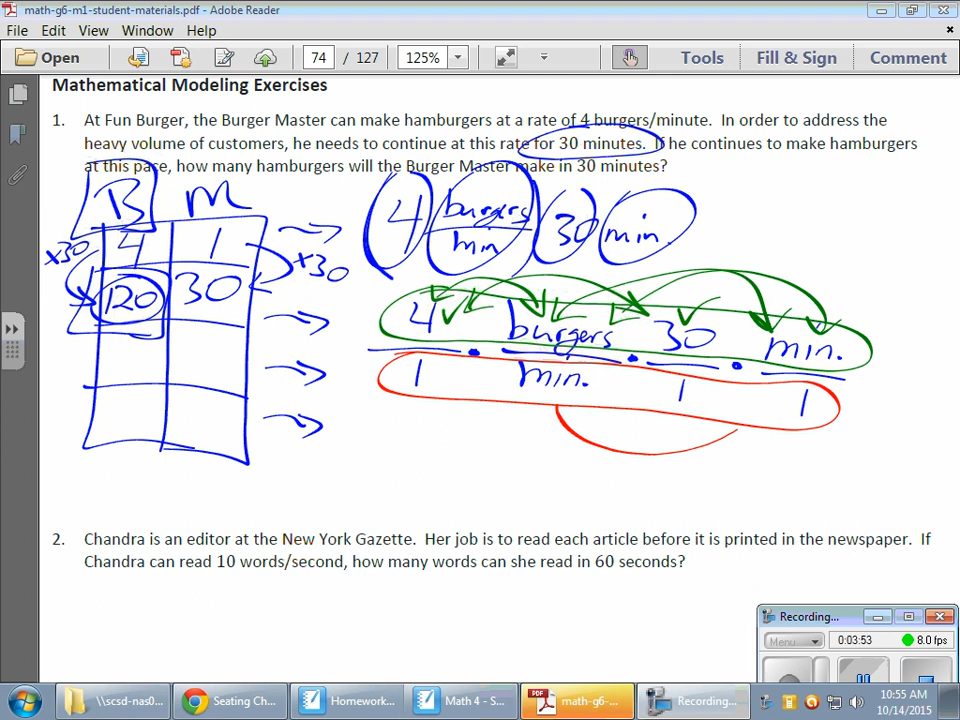 math-g6-m1-student-materials.pdf - Adobe Reader
File Edit View Window Help
Open 74 / 127 125% Tools Fill & Sign Comment
Mathematical Modeling Exercises
1. At Fun Burger, the Burger Master can make hamburgers at a rate of 4 burgers/minute. In order to address the
heavy volume of customers, he needs to continue at this rate for 30 minutes. If he continues to make hamburgers
at this pace, how many hamburgers will the Burger Master make in 30 minutes?
B M
4 1
x30 x30
120 30
4 burgers 30 min
min
4 burgers 30 min.
1 min. 1 1
2. Chandra is an editor at the New York Gazette. Her job is to read each article before it is printed in the newspaper. If
Chandra can read 10 words/second, how many words can she read in 60 seconds?
Recording...
Menu 0:03:53 8.0 fps
\\sccd-nas0... Seating Ch... Homework... Math 4 - S... math-g6-... Recording... 10:55 AM
10/14/2015